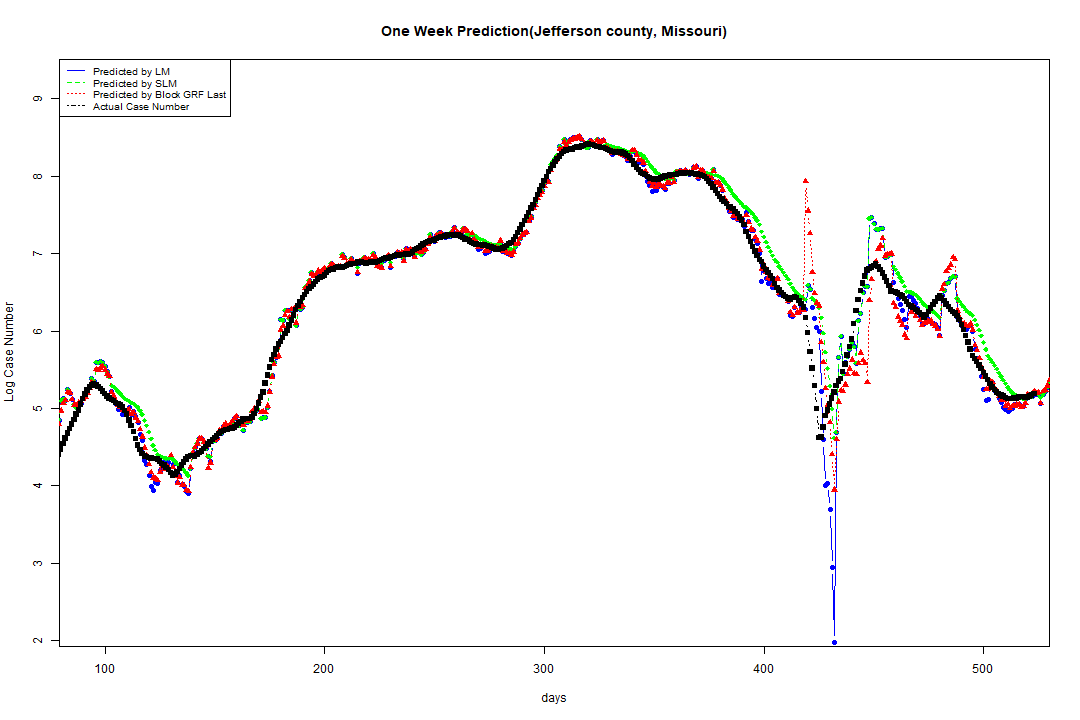 One Week Prediction(Jefferson county, Missouri)
Predicted by LM
Predicted by SLM
Predicted by Block GRF Last
Actual Case Number
Log Case Number
9
8
7
6
5
4
3
2
100 200 300 400 500
days